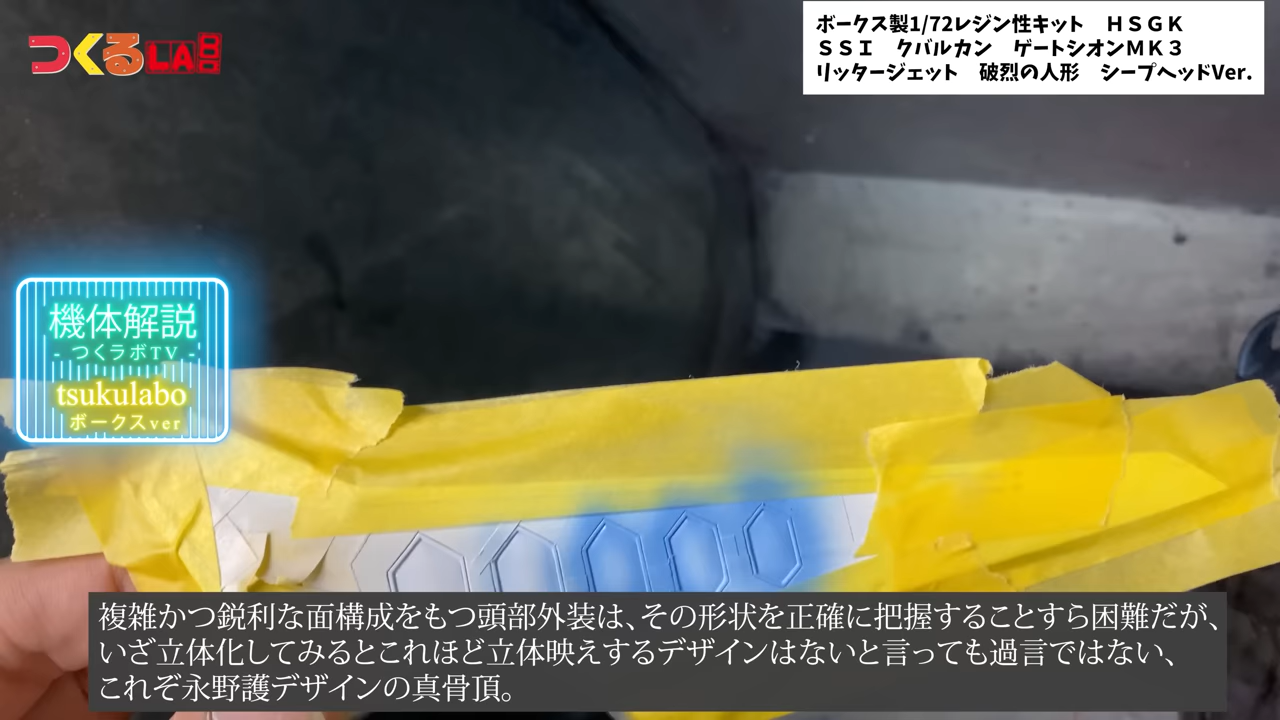 つくるLABO
ボークス製1/72レジン性キット　ＨＳＧＫ
ＳＳＩ　クバルカン　ゲートシオンＭＫ３
リッタージェット　破烈の人形　シープヘッドVer.
機体解説
- つくラボTV -
tsukulabo
ボークスver
複雑かつ鋭利な面構成をもつ頭部外装は、その形状を正確に把握することすら困難だが、
いざ立体化してみるとこれほど立体映えするデザインはないと言っても過言ではない、
これぞ永野護デザインの真骨頂。